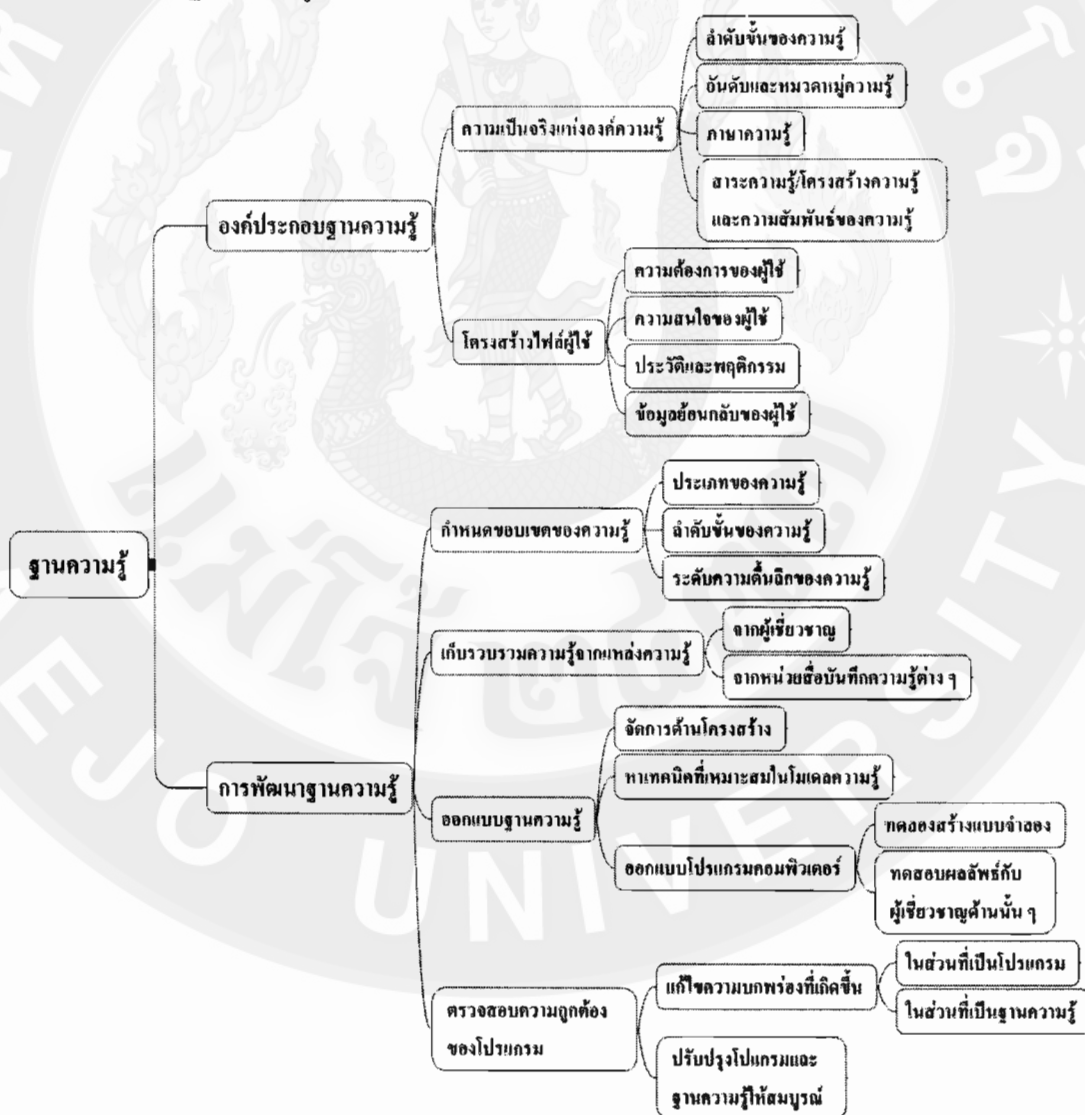 ลำดับขั้นของความรู้
อันดับและหมวดหมู่ความรู้
ความเป็นจริงแห่งองค์ความรู้
ภาษาความรู้
สาระความรู้/โครงสร้างความรู้
และความสัมพันธ์ของความรู้
องค์ประกอบฐานความรู้
ความต้องการของผู้ใช้
ความสนใจของผู้ใช้
โครงสร้างไฟล์ผู้ใช้
ประวัติและพฤติกรรม
ข้อมูลย้อนกลับของผู้ใช้
ประเภทของความรู้
กำหนดขอบเขตของความรู้
ลำดับขั้นของความรู้
ฐานความรู้
ระดับความตื้นลึกของความรู้
จากผู้เชี่ยวชาญ
เก็บรวบรวมความรู้จากแหล่งความรู้
จากหน่วยสื่อบันทึกความรู้ต่าง ๆ
จัดการด้านโครงสร้าง
หาเทคนิคที่เหมาะสมในโมเดลความรู้
การพัฒนาฐานความรู้
ออกแบบฐานความรู้
ทดลองสร้างแบบจำลอง
ออกแบบโปรแกรมคอมพิวเตอร์
ทดสอบผลลัพธ์กับ
ผู้เชี่ยวชาญด้านนั้น ๆ
ในส่วนที่เป็นโปรแกรม
แก้ไขความบกพร่องที่เกิดขึ้น
ในส่วนที่เป็นฐานความรู้
ตรวจสอบความถูกต้อง
ของโปรแกรม
ปรับปรุงโปแกรมและ
ฐานความรู้ให้สมบูรณ์
EJO UNIVERSITY